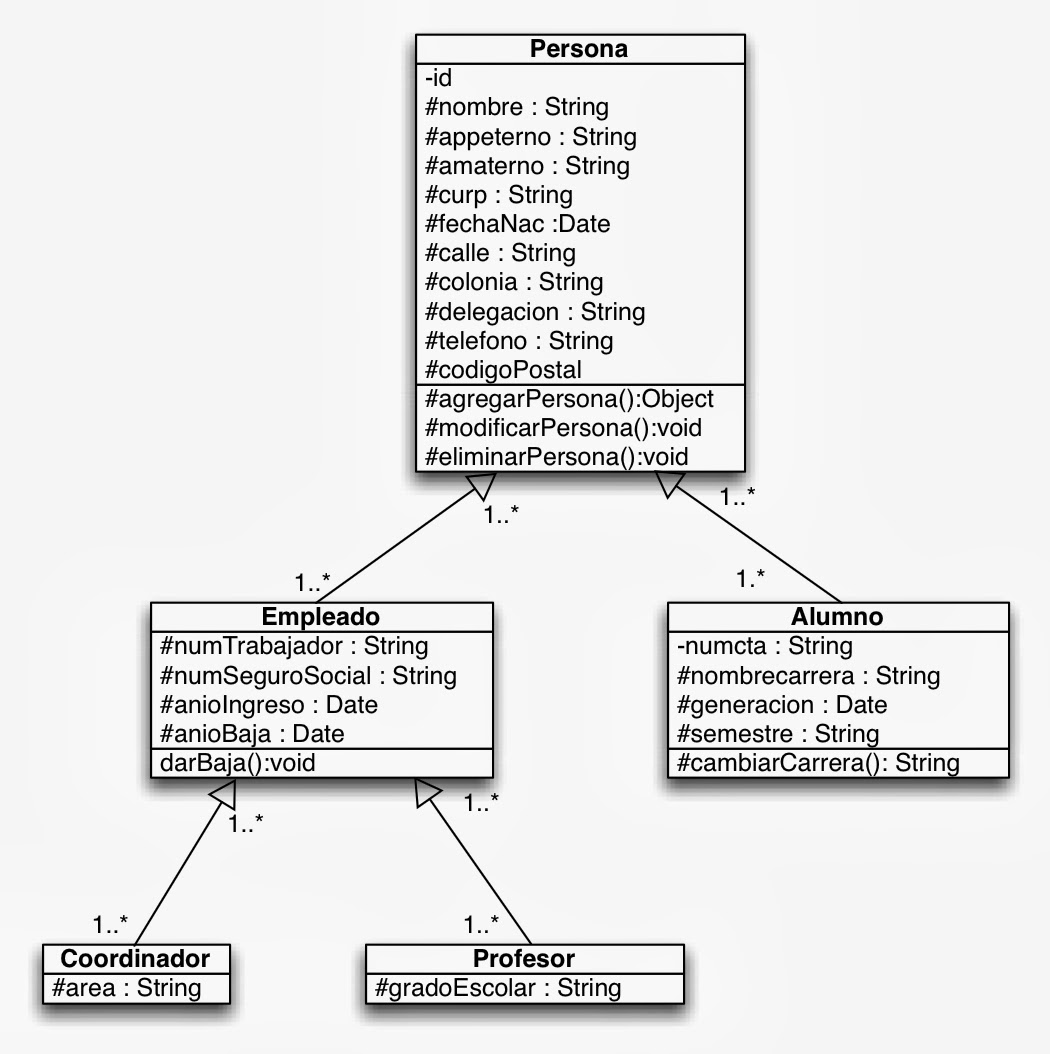 Persona
-id
#nombre : String
#appeterno : String
#amaterno : String
#curp : String
#fechaNac :Date
#calle : String
#colonia : String
#delegacion : String
#telefono : String
#codigoPostal
#agregarPersona():Object
#modificarPersona():void
#eliminarPersona():void
1..*
1..*
1..*
1.*
Empleado
#numTrabajador : String
#numSeguroSocial : String
#anioIngreso : Date
#anioBaja : Date
darBaja():void
Alumno
-numcta : String
#nombrecarrera : String
#generacion : Date
#semestre : String
#cambiarCarrera(): String
1..*
1..*
1..*
1..*
Coordinador
#area : String
Profesor
#gradoEscolar : String